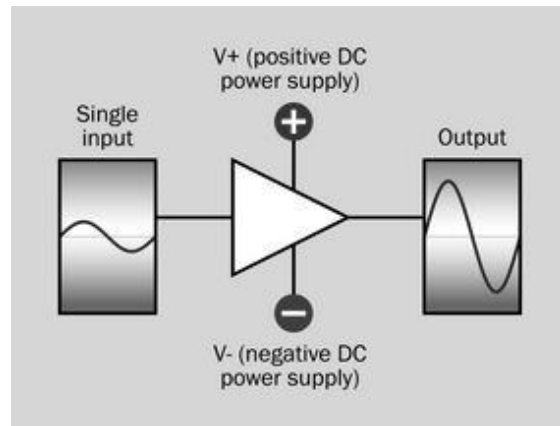 V+ (positive DC
power supply)
+
Single
input
Output
−
V- (negative DC
power supply)